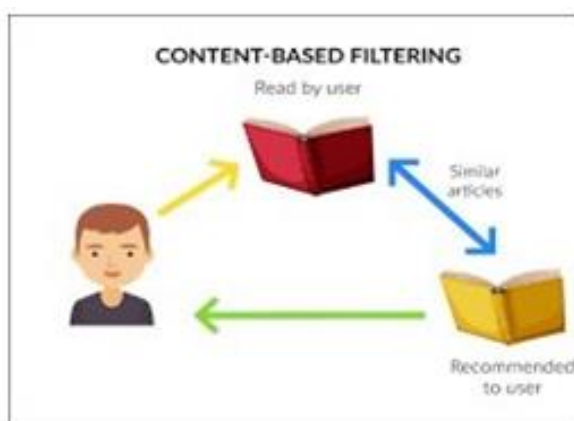 CONTENT-BASED FILTERING
Read by user
Similar
articles
Recommended
to user